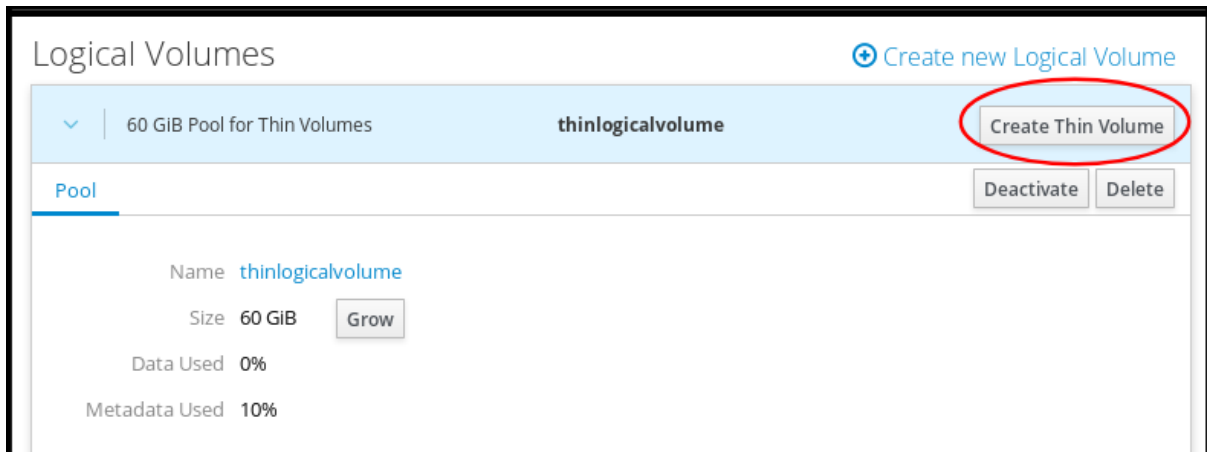 Logical Volumes
Create new Logical Volume
60 GiB Pool for Thin Volumes thinlogicalvolume Create Thin Volume
Pool Deactivate Delete
Name thinlogicalvolume
Size 60 GiB Grow
Data Used 0%
Metadata Used 10%